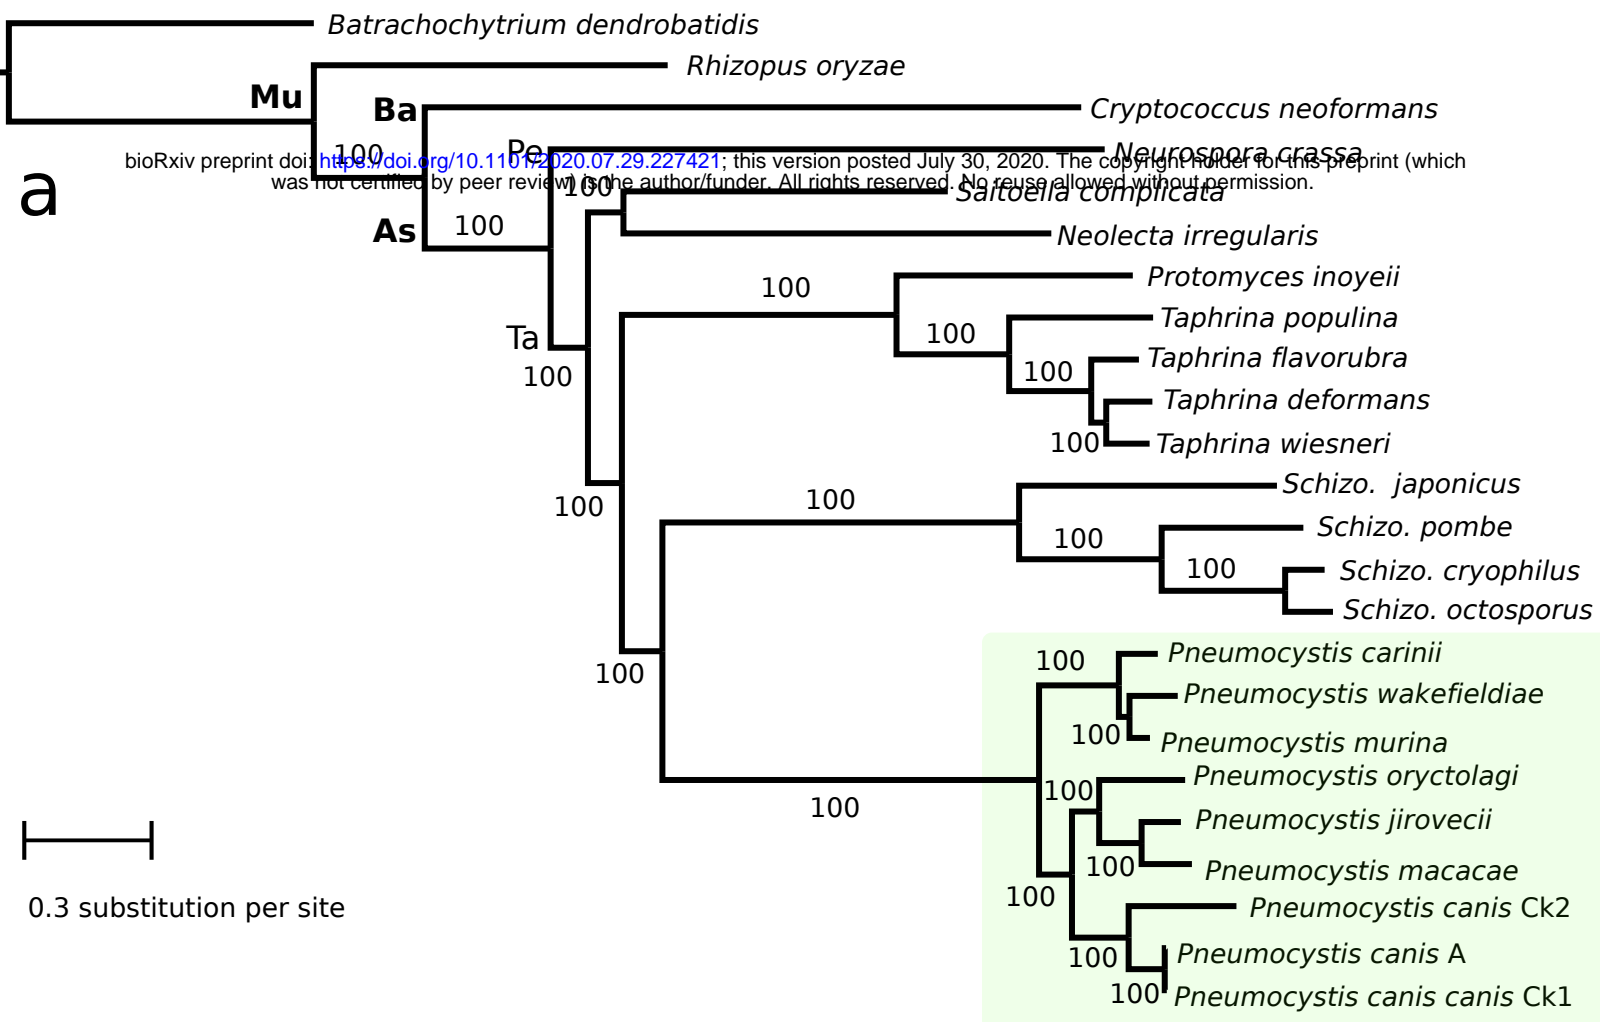 Batrachochytrium dendrobatidis
Rhizopus oryzae
Mu
Ba
Cryptococcus neoformans
100
Pe
Neurospora crassa
bioRxiv preprint doi: https://doi.org/10.1101/2020.07.29.227421; this version posted July 30, 2020. The copyright holder for this preprint (which
was not certified by peer review) is the author/funder. All rights reserved. No reuse allowed without permission.
a
100
Saitoella complicata
As
100
Neolecta irregularis
Protomyces inoyeii
100
Taphrina populina
Ta
100
Taphrina flavorubra
100
100
Taphrina deformans
100
Taphrina wiesneri
Schizo. japonicus
100
100
Schizo. pombe
100
100
Schizo. cryophilus
Schizo. octosporus
Pneumocystis carinii
100
100
Pneumocystis wakefieldiae
100
Pneumocystis murina
Pneumocystis oryctolagi
100
100
Pneumocystis jirovecii
100
Pneumocystis macacae
100
0.3 substitution per site
Pneumocystis canis Ck2
100
Pneumocystis canis A
100
Pneumocystis canis canis Ck1